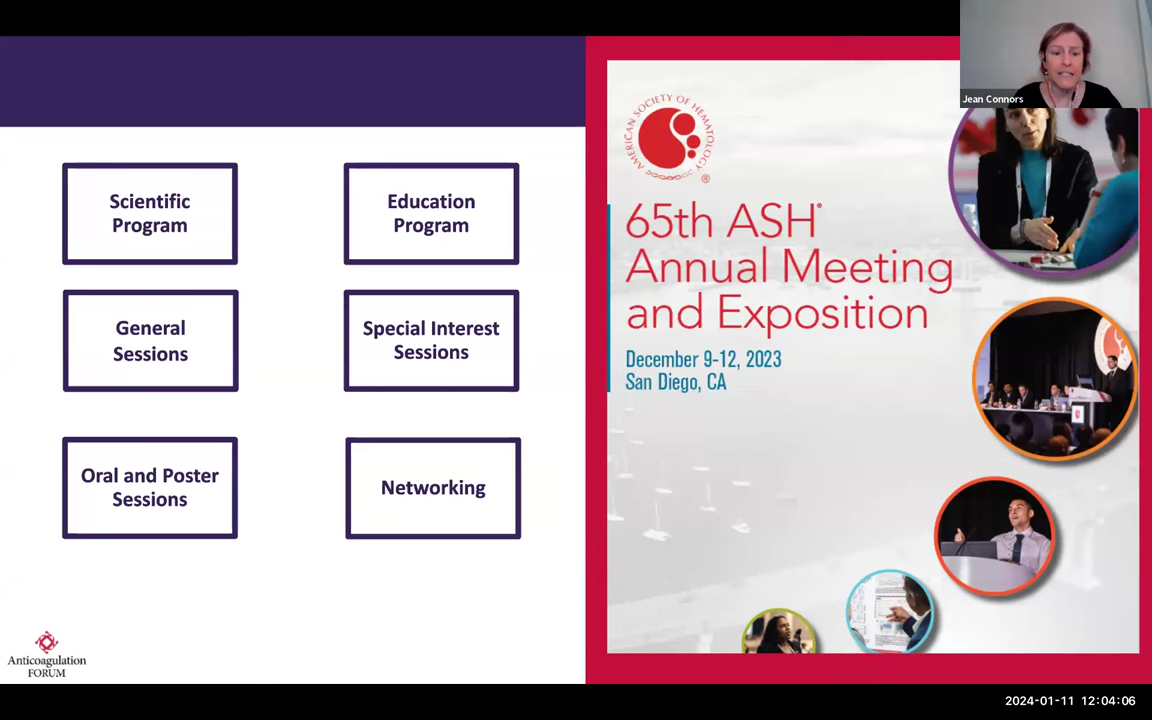 Scientific
Program
Education
Program
General
Sessions
Special Interest
Sessions
Oral and Poster
Sessions
Networking
Anticoagulation
FORUM
AMERICAN SOCIETY OF HEMATOLOGY
®
65th ASH®
Annual Meeting
and Exposition
December 9-12, 2023
San Diego, CA
Jean Connors
2024-01-11 12:04:06